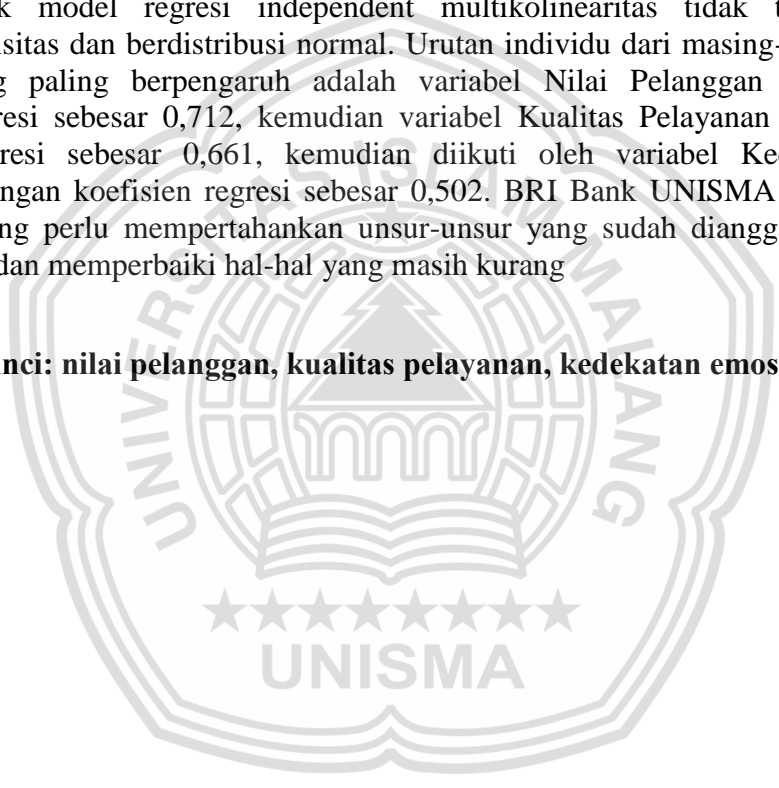 model regresi independent multikolinearitas tidak
sitas dan berdistribusi normal. Urutan individu dari masing-
paling berpengaruh adalah variabel Nilai Pelanggan
resi sebesar 0,712, kemudian variabel Kualitas Pelayanan
resi sebesar 0,661, kemudian diikuti oleh variabel
ngan koefisien regresi sebesar 0,502. BRI Bank UNISMA
ng perlu mempertahankan unsur-unsur yang sudah
dan memperbaiki hal-hal yang masih kurang
nci: nilai pelanggan, kualitas pelayanan, kedekatan emos
UNIVERSITAS ISLAM MALANG
UNISMA